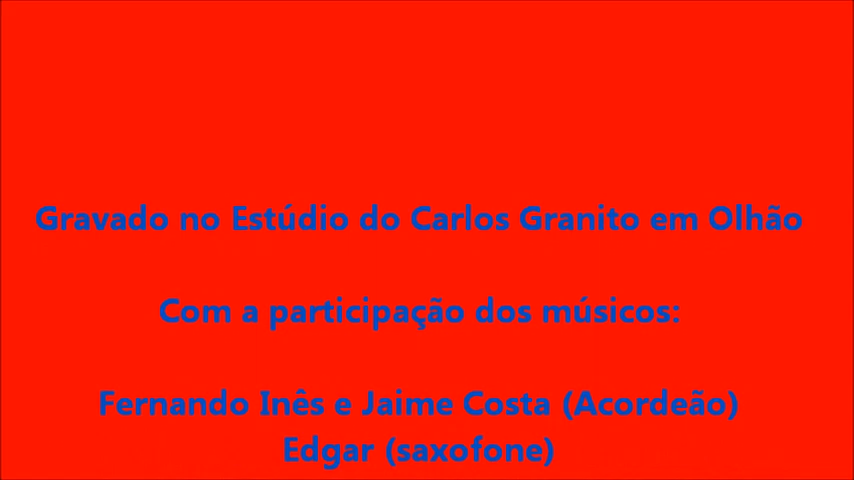 Gravado no Estúdio do Carlos Granito em Olhão
Com a participação dos músicos:
Fernando Inês e Jaime Costa (Acordeão)
Edgar (saxofone)